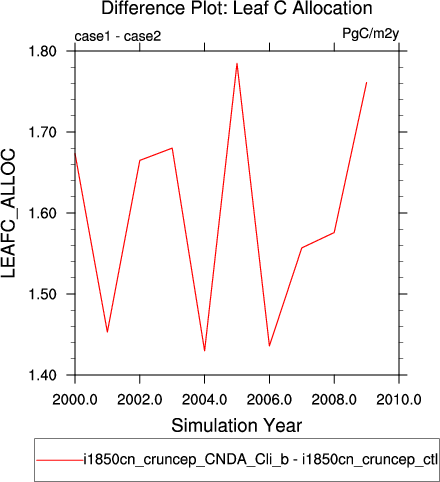 Difference Plot: Leaf C Allocation
case1 - case2
PgC/m2y
1.80
1.70
1.60
1.50
1.40
LEAFC_ALLOC
2000.0 2002.0 2004.0 2006.0 2008.0 2010.0
Simulation Year
i1850cn_cruncep_CNDA_Cli_b - i1850cn_cruncep_ctl